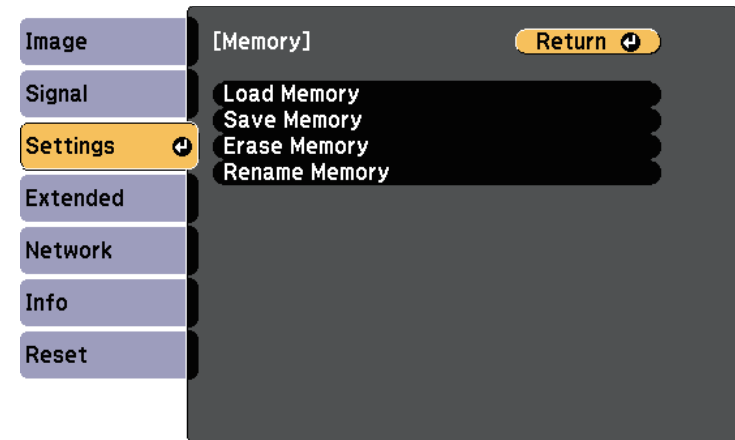 Image
Signal
Settings
Extended
Network
Info
Reset
[Memory]
Return
Load Memory
Save Memory
Erase Memory
Rename Memory